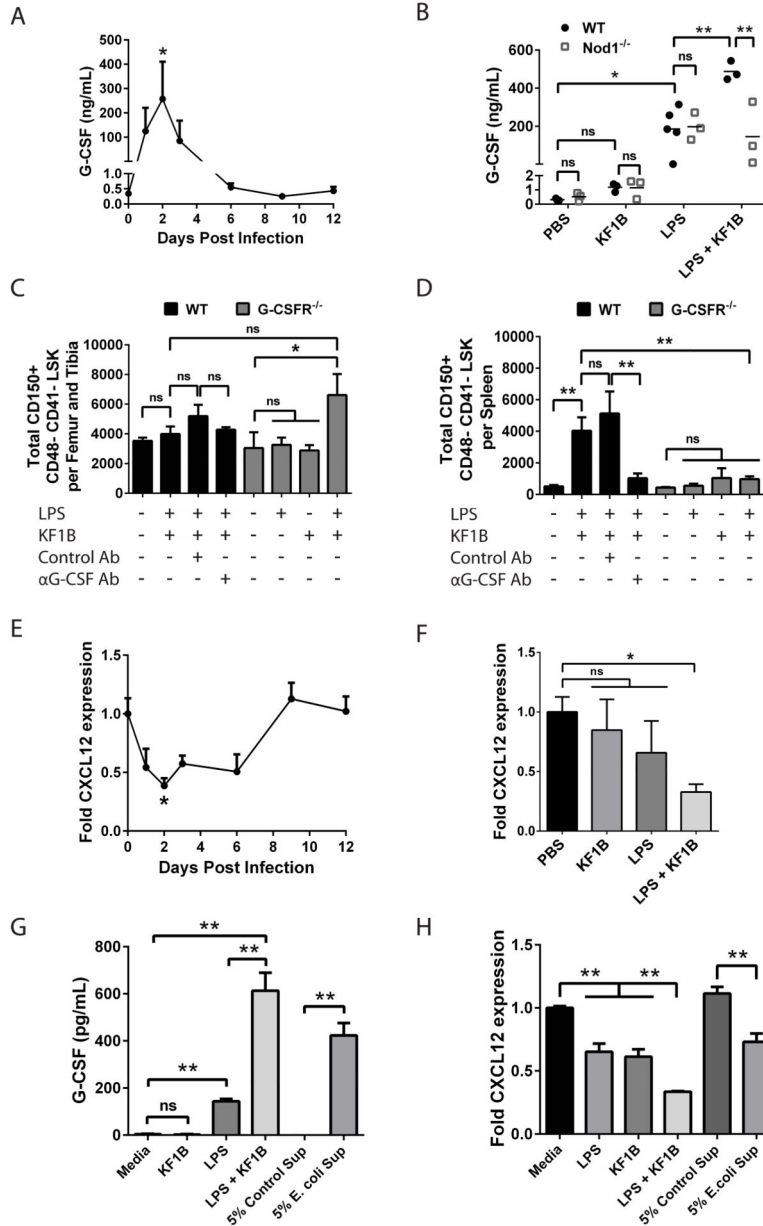 A
G-CSF (ng/mL)
500
400
300
200
100
1.0
0.5
0.0
*
0 2 4 6 8 10 12
Days Post Infection
B
WT
Nod1-/-
G-CSF (ng/mL)
600
400
200
2
1
0
** **
ns
*
ns
ns
ns
PBS
KF1B
LPS
LPS + KF1B
C
WT G-CSFR-/-
Total CD150+
CD48- CD41- LSK
per Femur and Tibia
10000
8000
6000
4000
2000
0
ns
*
ns
ns
ns
ns
LPS - + + + - + - +
KF1B - + + + - - + +
Control Ab - - + - - - - -
αG-CSF Ab - - - + - - - -
D
WT G-CSFR-/-
Total CD150+
CD48- CD41- LSK
per Spleen
10000
8000
6000
4000
2000
0
**
ns
** **
ns
LPS - + + + - + - +
KF1B - + + + - - + +
Control Ab - - + - - - - -
αG-CSF Ab - - - + - - - -
E
Fold CXCL12 expression
1.5
1.0
0.5
0.0
*
0 2 4 6 8 10 12
Days Post Infection
F
Fold CXCL12 expression
1.5
1.0
0.5
0.0
*
ns
PBS
KF1B
LPS
LPS + KF1B
G
G-CSF (pg/mL)
800
600
400
200
0
**
**
**
**
ns
Media
KF1B
LPS
LPS + KF1B
5% Control Sup
5% E. coli Sup
H
Fold CXCL12 expression
1.5
1.0
0.5
0.0
** ** **
Media
LPS
KF1B
LPS + KF1B
5% Control Sup
5% E.coli Sup